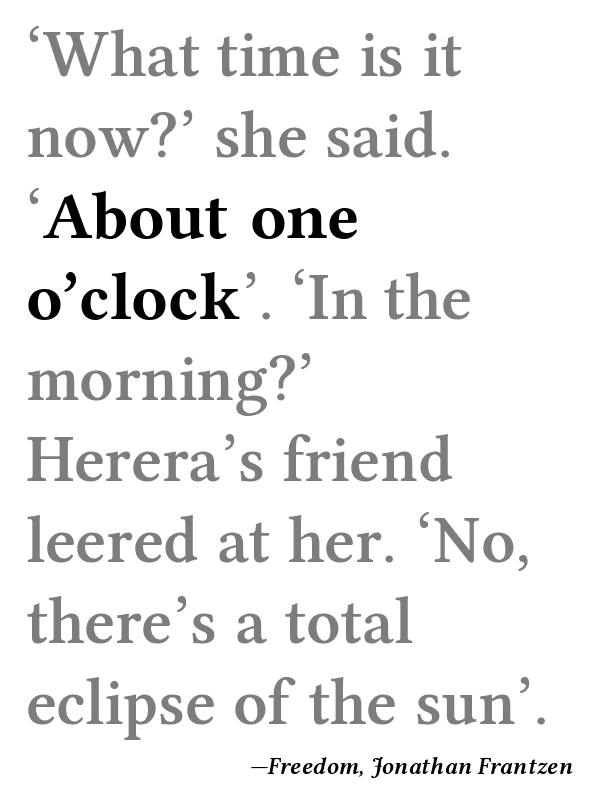 ‘What time is it
now?’ she said.
‘About one
o’clock’. ‘In the
morning?’
Herera’s friend
leered at her. ‘No,
there’s a total
eclipse of the sun’.
—Freedom, Jonathan Frantzen